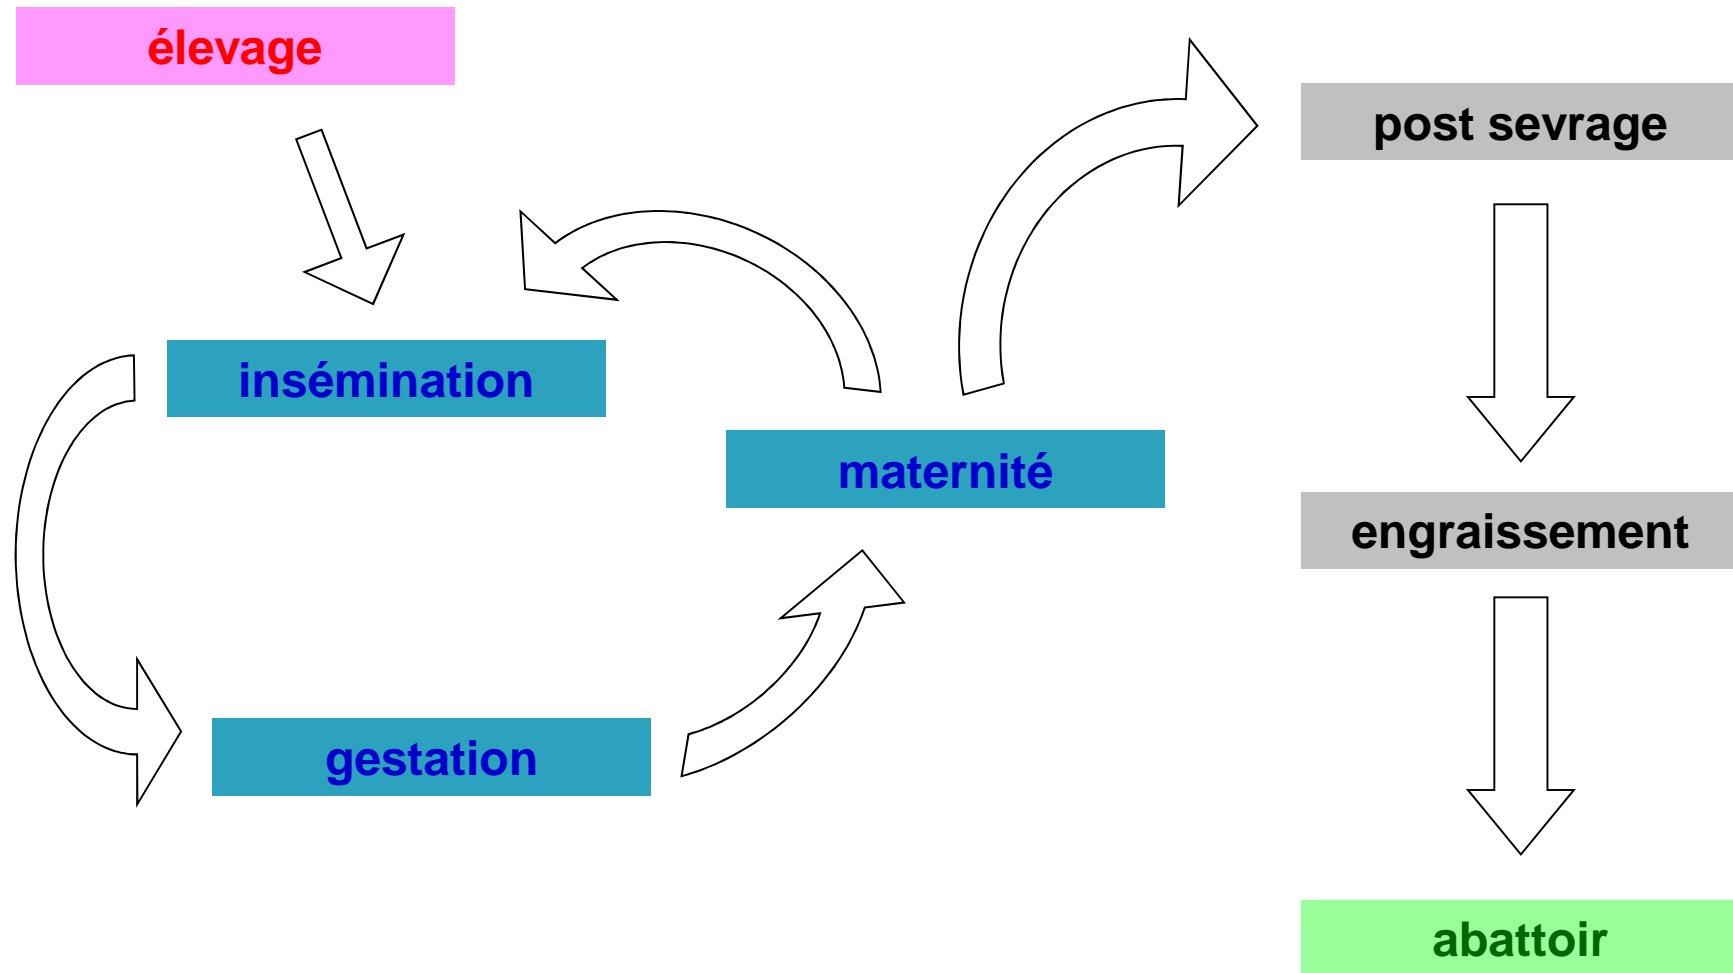 élevage
post sevrage
insémination
maternité
engraissement
gestation
abattoir